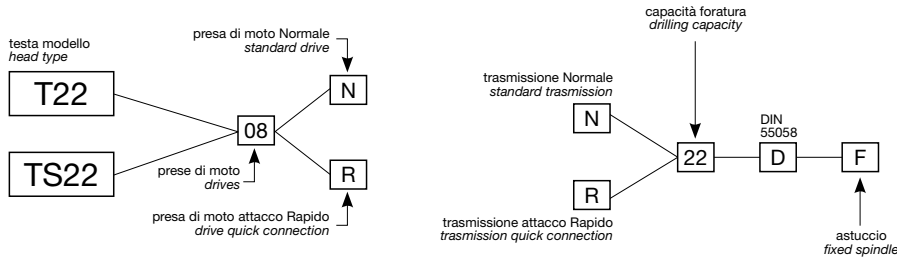 testa modello
head type
T22
TS22
presa di moto Normale
standard drive
N
08
prese di moto
drives
R
presa di moto attacco Rapido
drive quick connection
capacità foratura
drilling capacity
trasmissione Normale
standard trasmission
N
22
DIN
55058
D
F
R
trasmissione attacco Rapido
trasmission quick connection
astuccio
fixed spindle